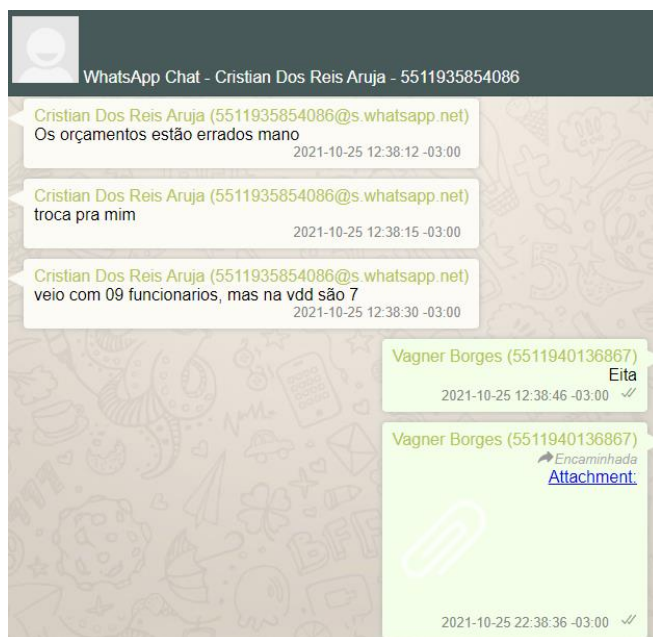 WhatsApp Chat - Cristian Dos Reis Aruja - 5511935854086
Cristian Dos Reis Aruja (5511935854086@s.whatsapp.net)
Os orçamentos estão errados mano
2021-10-25 12:38:12 -03:00
Cristian Dos Reis Aruja (5511935854086@s.whatsapp.net)
troca pra mim
2021-10-25 12:38:15 -03:00
Cristian Dos Reis Aruja (5511935854086@s.whatsapp.net)
veio com 09 funcionarios, mas na vdd são 7
2021-10-25 12:38:30 -03:00
Vagner Borges (5511940136867)
Eita
2021-10-25 12:38:46 -03:00
Vagner Borges (5511940136867)
Encaminhada
Attachment:
2021-10-25 22:38:36 -03:00